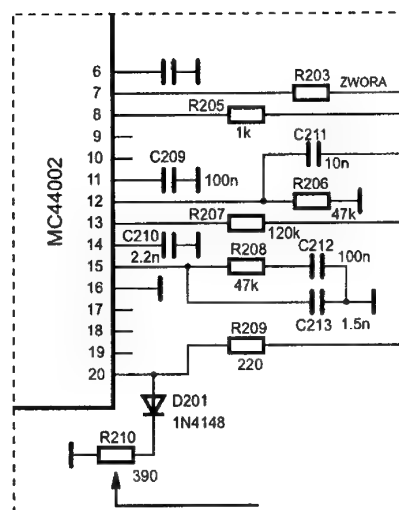 MC44002
6
7
R203
ZWORA
8
R205
1k
9
10
C211
10n
11
C209
100n
12
R206
47k
13
R207
120k
14
C210
2.2n
15
R208
47k
C212
100n
16
C213
1.5n
17
18
19
R209
220
20
D201
1N4148
R210
390